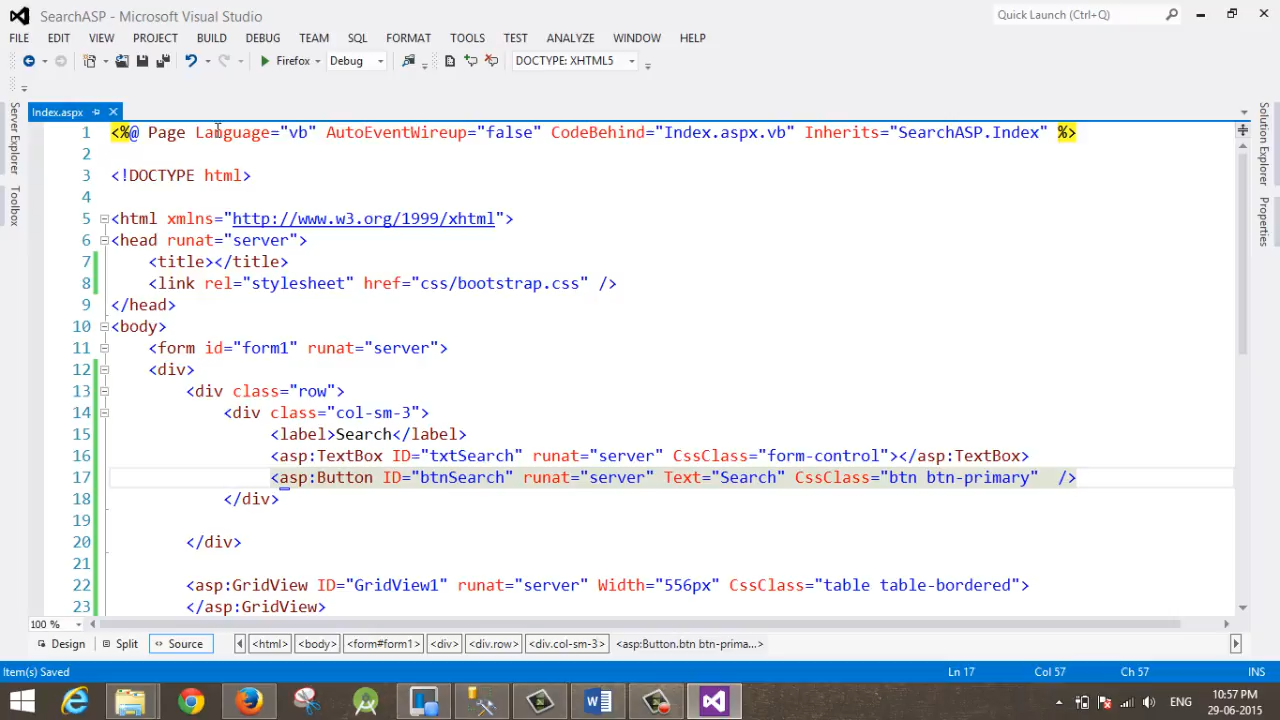 SearchASP - Microsoft Visual Studio
Quick Launch (Ctrl+Q)
FILE EDIT VIEW PROJECT BUILD DEBUG TEAM SQL FORMAT TOOLS TEST ANALYZE WINDOW HELP
Firefox Debug DOCTYPE: XHTML5
Index.aspx
Server Explorer
Toolbox
Solution Explorer
Properties
1 <%@ Page Language="vb" AutoEventWireup="false" CodeBehind="Index.aspx.vb" Inherits="SearchASP.Index" %>
2
3 <!DOCTYPE html>
4
5 <html xmlns="http://www.w3.org/1999/xhtml">
6 <head runat="server">
7 <title></title>
8 <link rel="stylesheet" href="css/bootstrap.css" />
9 </head>
10 <body>
11 <form id="form1" runat="server">
12 <div>
13 <div class="row">
14 <div class="col-sm-3">
15 <label>Search</label>
16 <asp:TextBox ID="txtSearch" runat="server" CssClass="form-control"></asp:TextBox>
17 <asp:Button ID="btnSearch" runat="server" Text="Search" CssClass="btn btn-primary" />
18 </div>
19
20 </div>
21
22 <asp:GridView ID="GridView1" runat="server" Width="556px" CssClass="table table-bordered">
23 </asp:GridView>
100 %
Design Split Source <html> <body> <form#form1> <div> <div.row> <div.col-sm-3> <asp:Button.btn btn-prima...>
Item(s) Saved Ln 17 Col 57 Ch 57 INS
ENG
10:57 PM
29-06-2015